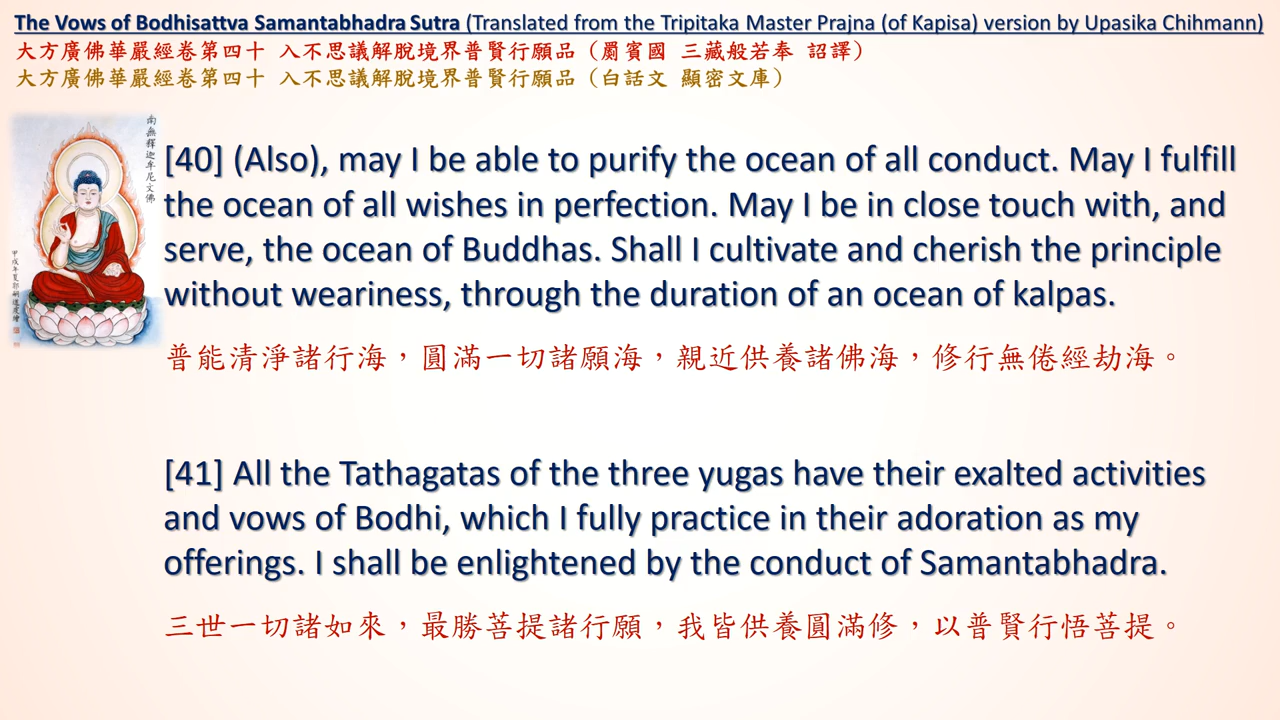 The Vows of Bodhisattva Samantabhadra Sutra (Translated from the Tripitaka Master Prajna (of Kapisa) version by Upasika Chihmann)
大方廣佛華嚴經卷第四十 入不思議解脫境界普賢行願品（罽賓國 三藏般若奉 詔譯）
大方廣佛華嚴經卷第四十 入不思議解脫境界普賢行願品（白話文 顯密文庫）
南無釋迦牟尼文佛
[40] (Also), may I be able to purify the ocean of all conduct. May I fulfill
the ocean of all wishes in perfection. May I be in close touch with, and
serve, the ocean of Buddhas. Shall I cultivate and cherish the principle
without weariness, through the duration of an ocean of kalpas.
普能清淨諸行海，圓滿一切諸願海，親近供養諸佛海，修行無倦經劫海。
[41] All the Tathagatas of the three yugas have their exalted activities
and vows of Bodhi, which I fully practice in their adoration as my
offerings. I shall be enlightened by the conduct of Samantabhadra.
三世一切諸如來，最勝菩提諸行願，我皆供養圓滿修，以普賢行悟菩提。